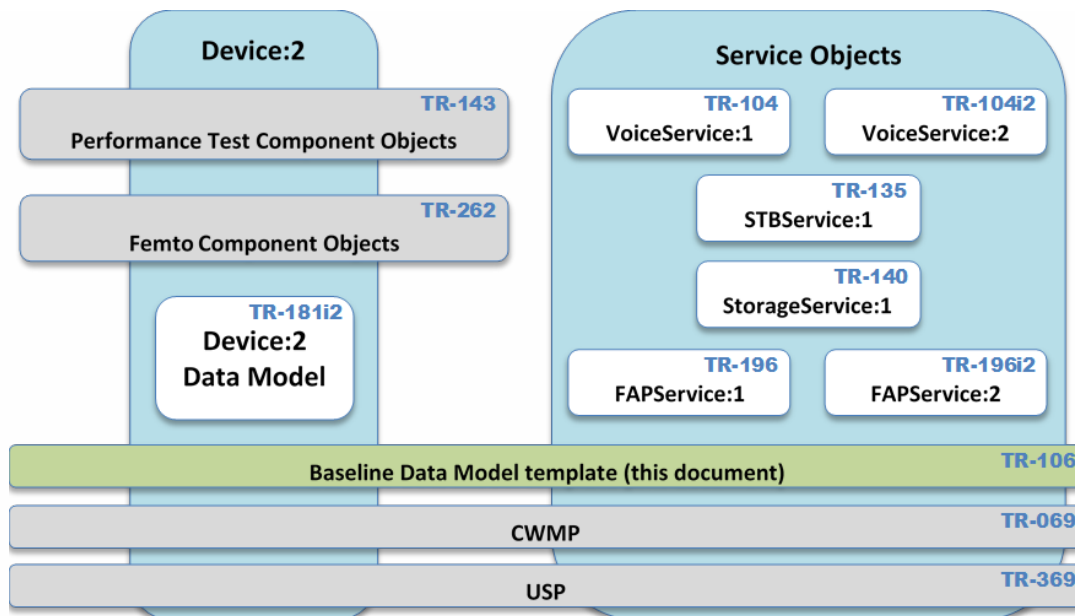 Device:2
TR-143
Performance Test Component Objects
TR-262
Femto Component Objects
TR-181i2
Device:2
Data Model
Service Objects
TR-104
VoiceService:1
TR-104i2
VoiceService:2
TR-135
STBService:1
TR-140
StorageService:1
TR-196
FAPService:1
TR-196i2
FAPService:2
TR-106
Baseline Data Model template (this document)
TR-069
CWMP
TR-369
USP